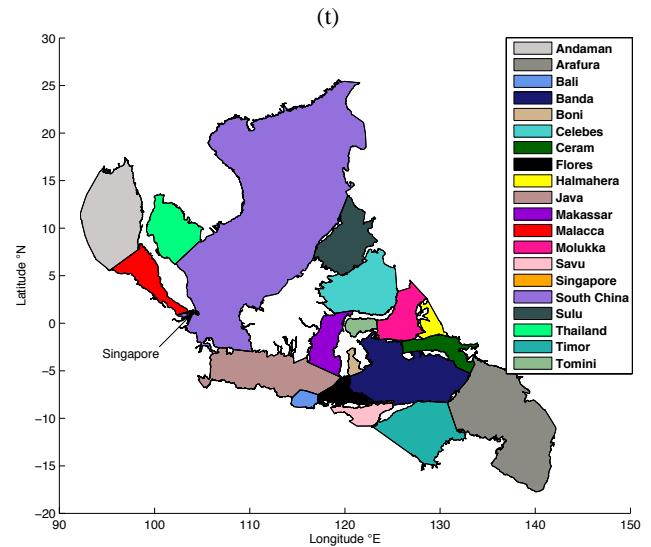 (t)
30
25
20
15
10
5
0
−5
−10
−15
−20
90
100
110
120
130
140
150
Latitude °N
Longitude °E
Singapore
Andaman
Arafura
Bali
Banda
Boni
Celebes
Ceram
Flores
Halmahera
Java
Makassar
Malacca
Molukka
Savu
Singapore
South China
Sulu
Thailand
Timor
Tomini